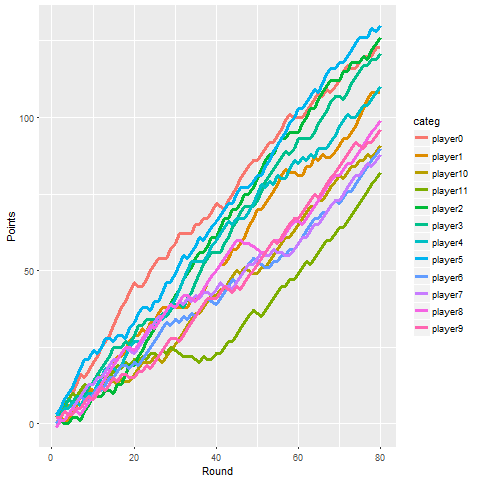 100
50
0
0
20
40
60
80
Round
Points
categ
player0
player1
player10
player11
player2
player3
player4
player5
player6
player7
player8
player9